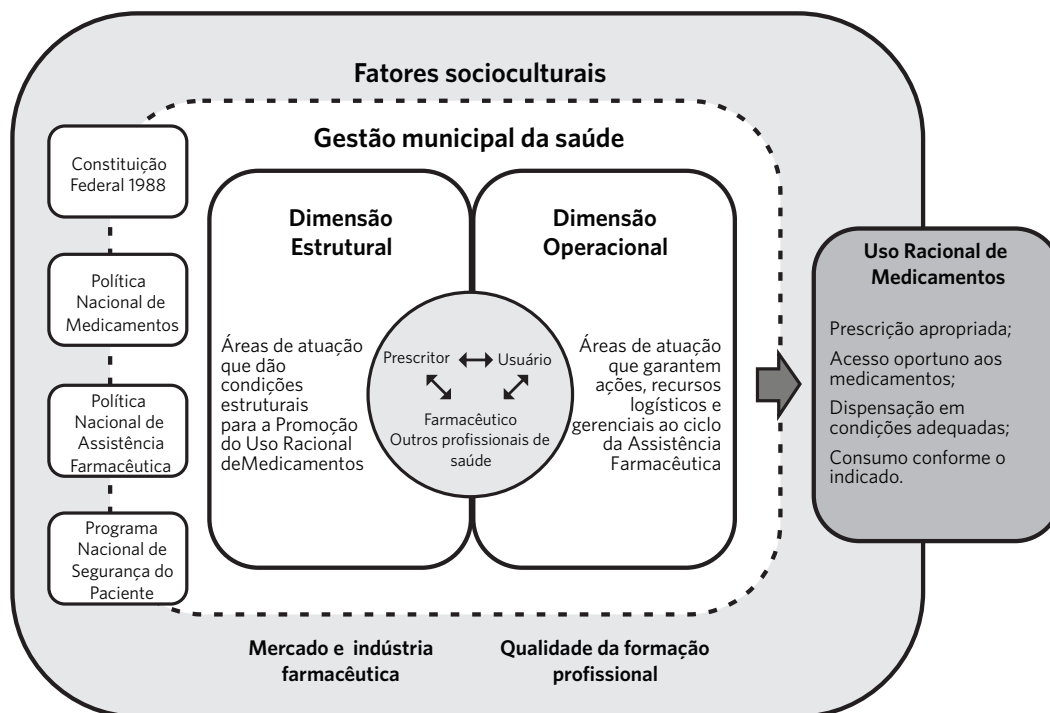 Fatores socioculturais
Gestão municipal da saúde
Constituição
Federal 1988
Política
Nacional de
Medicamentos
Política
Nacional de
Assistência
Farmacêutica
Programa
Nacional de
Segurança do
Paciente
Dimensão
Estrutural
Áreas de atuação
que dão
condições
estruturais
para a Promoção
do Uso Racional
deMedicamentos
Prescritor
Usuário
Farmacêutico
Outros profissionais de
saúde
Dimensão
Operacional
Áreas de atuação
que garantem
ações, recursos
logísticos e
gerenciais ao ciclo
da Assistência
Farmacêutica
Uso Racional de
Medicamentos
Prescrição apropriada;
Acesso oportuno aos
medicamentos;
Dispensação em
condições adequadas;
Consumo conforme o
indicado.
Mercado e indústria
farmacêutica
Qualidade da formação
profissional